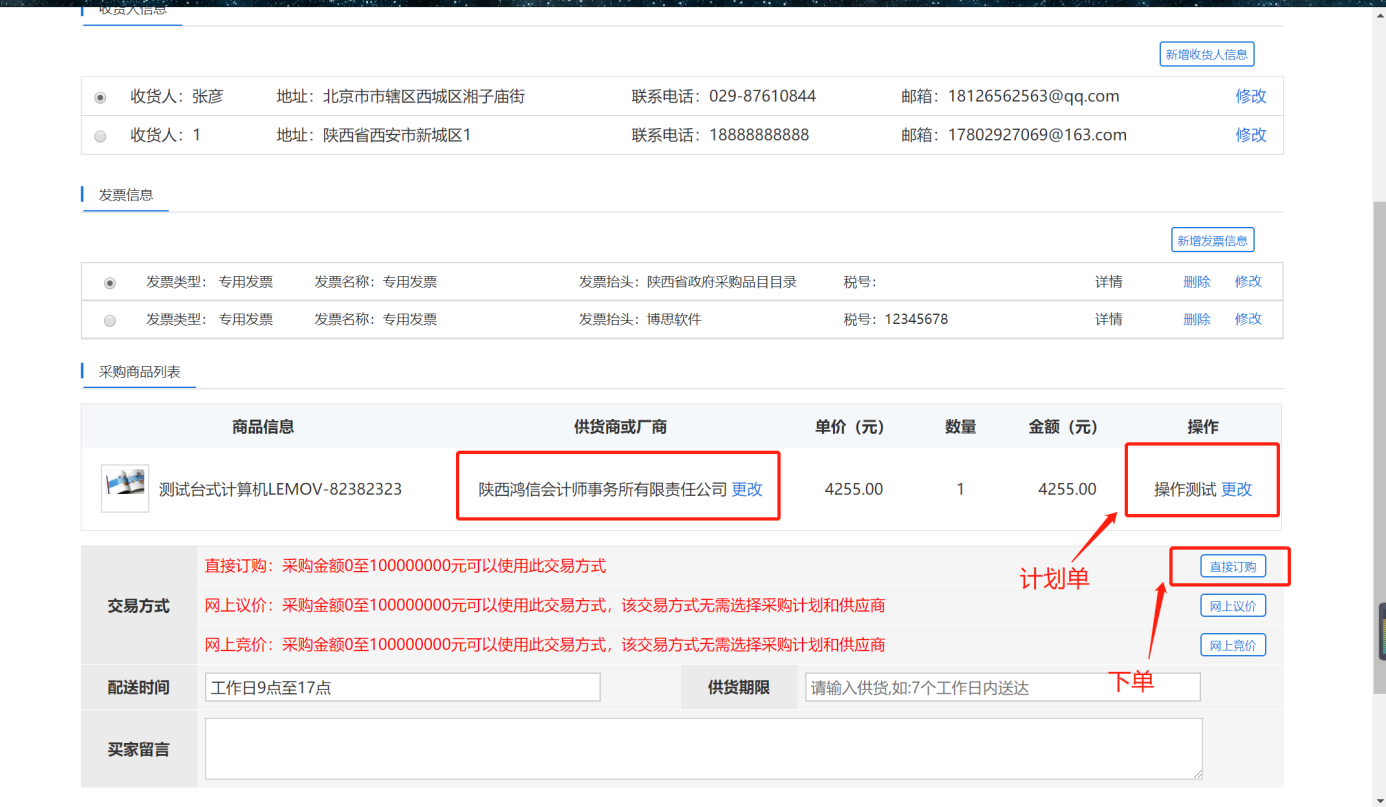 收货人信息
新增收货人信息
收货人：张彦 地址：北京市市辖区西城区湘子庙街 联系电话：029-87610844 邮箱：18126562563@qq.com 修改
收货人：1 地址：陕西省西安市新城区1 联系电话：18888888888 邮箱：17802927069@163.com 修改
发票信息
新增发票信息
发票类型： 专用发票 发票名称：专用发票 发票抬头：陕西省政府采购品目目录 税号： 详情 删除 修改
发票类型： 专用发票 发票名称：专用发票 发票抬头：博思软件 税号：12345678 详情 删除 修改
采购商品列表
商品信息 供货商或厂商 单价（元） 数量 金额（元） 操作
测试台式计算机LEMOV-82382323 陕西鸿信会计师事务所有限责任公司 更改 4255.00 1 4255.00 操作测试 更改
计划单
交易方式
直接订购：采购金额0至100000000元可以使用此交易方式 直接订购
网上议价：采购金额0至100000000元可以使用此交易方式，该交易方式无需选择采购计划和供应商 网上议价
网上竞价：采购金额0至100000000元可以使用此交易方式，该交易方式无需选择采购计划和供应商 网上竞价
下单
配送时间 工作日9点至17点 供货期限 请输入供货,如:7个工作日内送达
买家留言